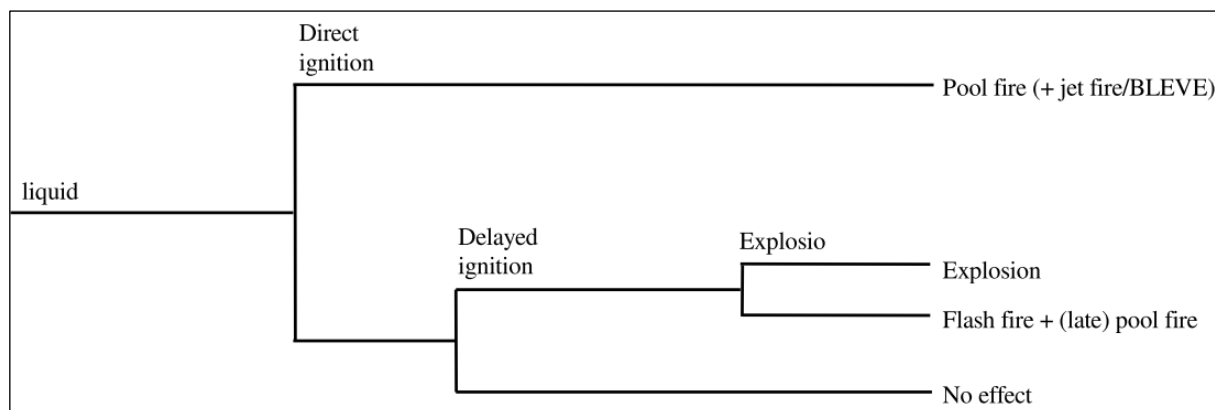 Direct
ignition
Pool fire (+ jet fire/BLEVE)
liquid
Delayed
ignition
Explosio
Explosion
Flash fire + (late) pool fire
No effect